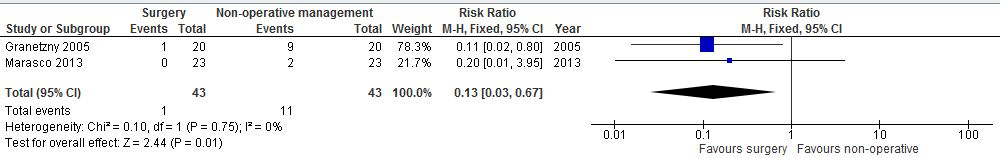 Surgery Non-operative management Risk Ratio Risk Ratio
Study or Subgroup Events Total Events Total Weight M-H, Fixed, 95% CI Year M-H, Fixed, 95% CI
Granetzny 2005 1 20 9 20 78.3% 0.11 [0.02, 0.80] 2005
Marasco 2013 0 23 2 23 21.7% 0.20 [0.01, 3.95] 2013
Total (95% CI) 43 43 100.0% 0.13 [0.03, 0.67]
Total events 1 11
Heterogeneity: Chi² = 0.10, df = 1 (P = 0.75); I² = 0%
Test for overall effect: Z = 2.44 (P = 0.01)
0.01 0.1 1 10 100
Favours surgery Favours non-operative